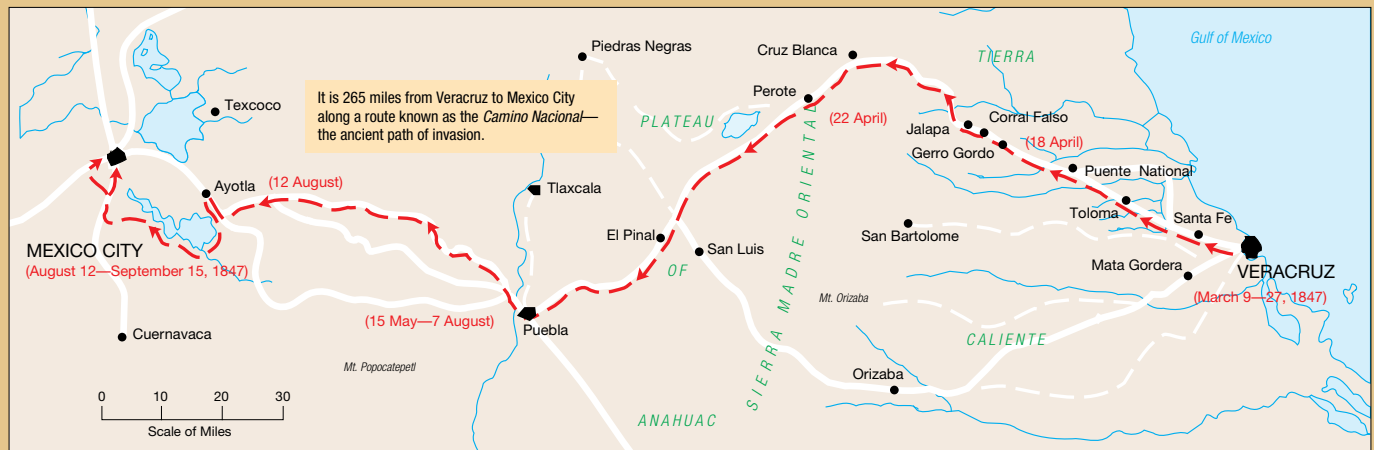 Piedras Negras
Cruz Blanca
TIERRA
Gulf of Mexico
It is 265 miles from Veracruz to Mexico City
along a route known as the Camino Nacional—
the ancient path of invasion.
Texcoco
Perote
(22 April)
PLATEAU
Corral Falso
Jalapa
(18 April)
Gerro Gordo
Puente National
Ayotla
(12 August)
Tlaxcala
Toloma
Santa Fe
El Pinal
San Luis
San Bartolome
MEXICO CITY
(August 12—September 15, 1847)
OF
SIERRA MADRE ORIENTAL
Mata Gordera
VERACRUZ
(March 9—27, 1847)
Mt. Orizaba
(15 May—7 August)
Puebla
Cuernavaca
CALIENTE
Mt. Popocatepetl
Orizaba
0 10 20 30
Scale of Miles
ANAHUAC